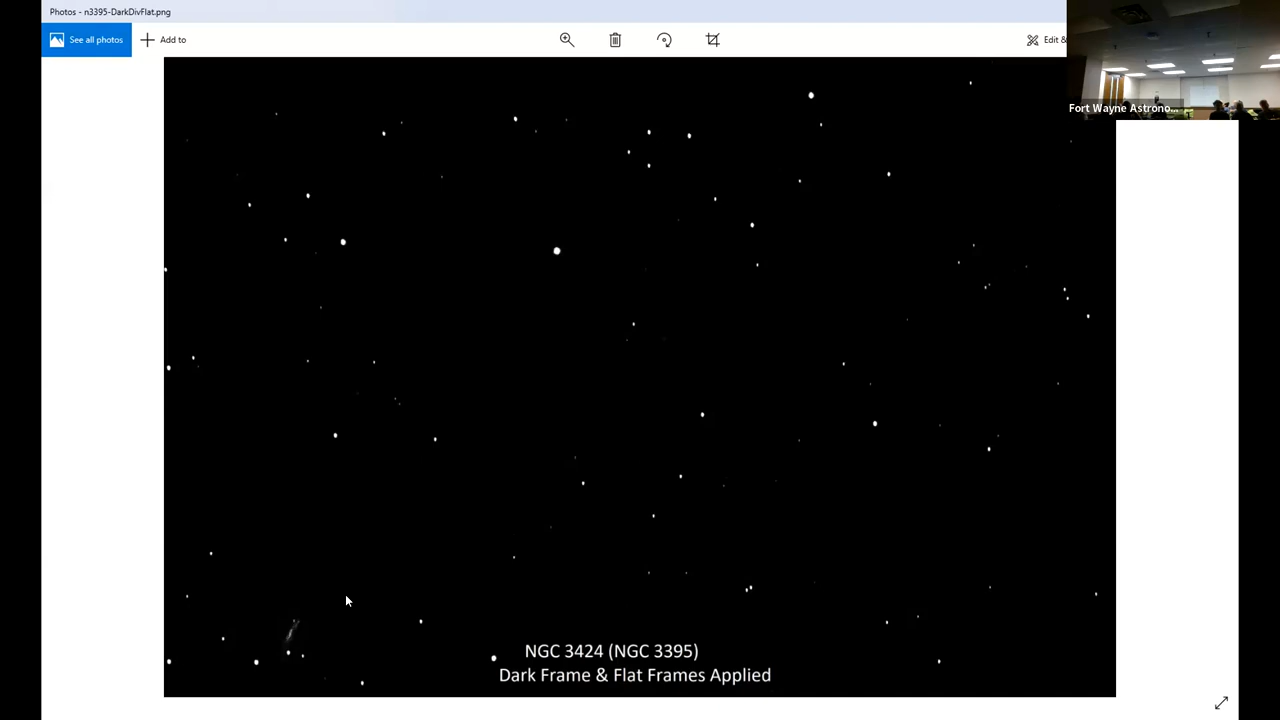 Photos - n3395-DarkDivFlat.png
See all photos
Add to
Edit &
Fort Wayne Astrono...
NGC 3424 (NGC 3395)
Dark Frame & Flat Frames Applied